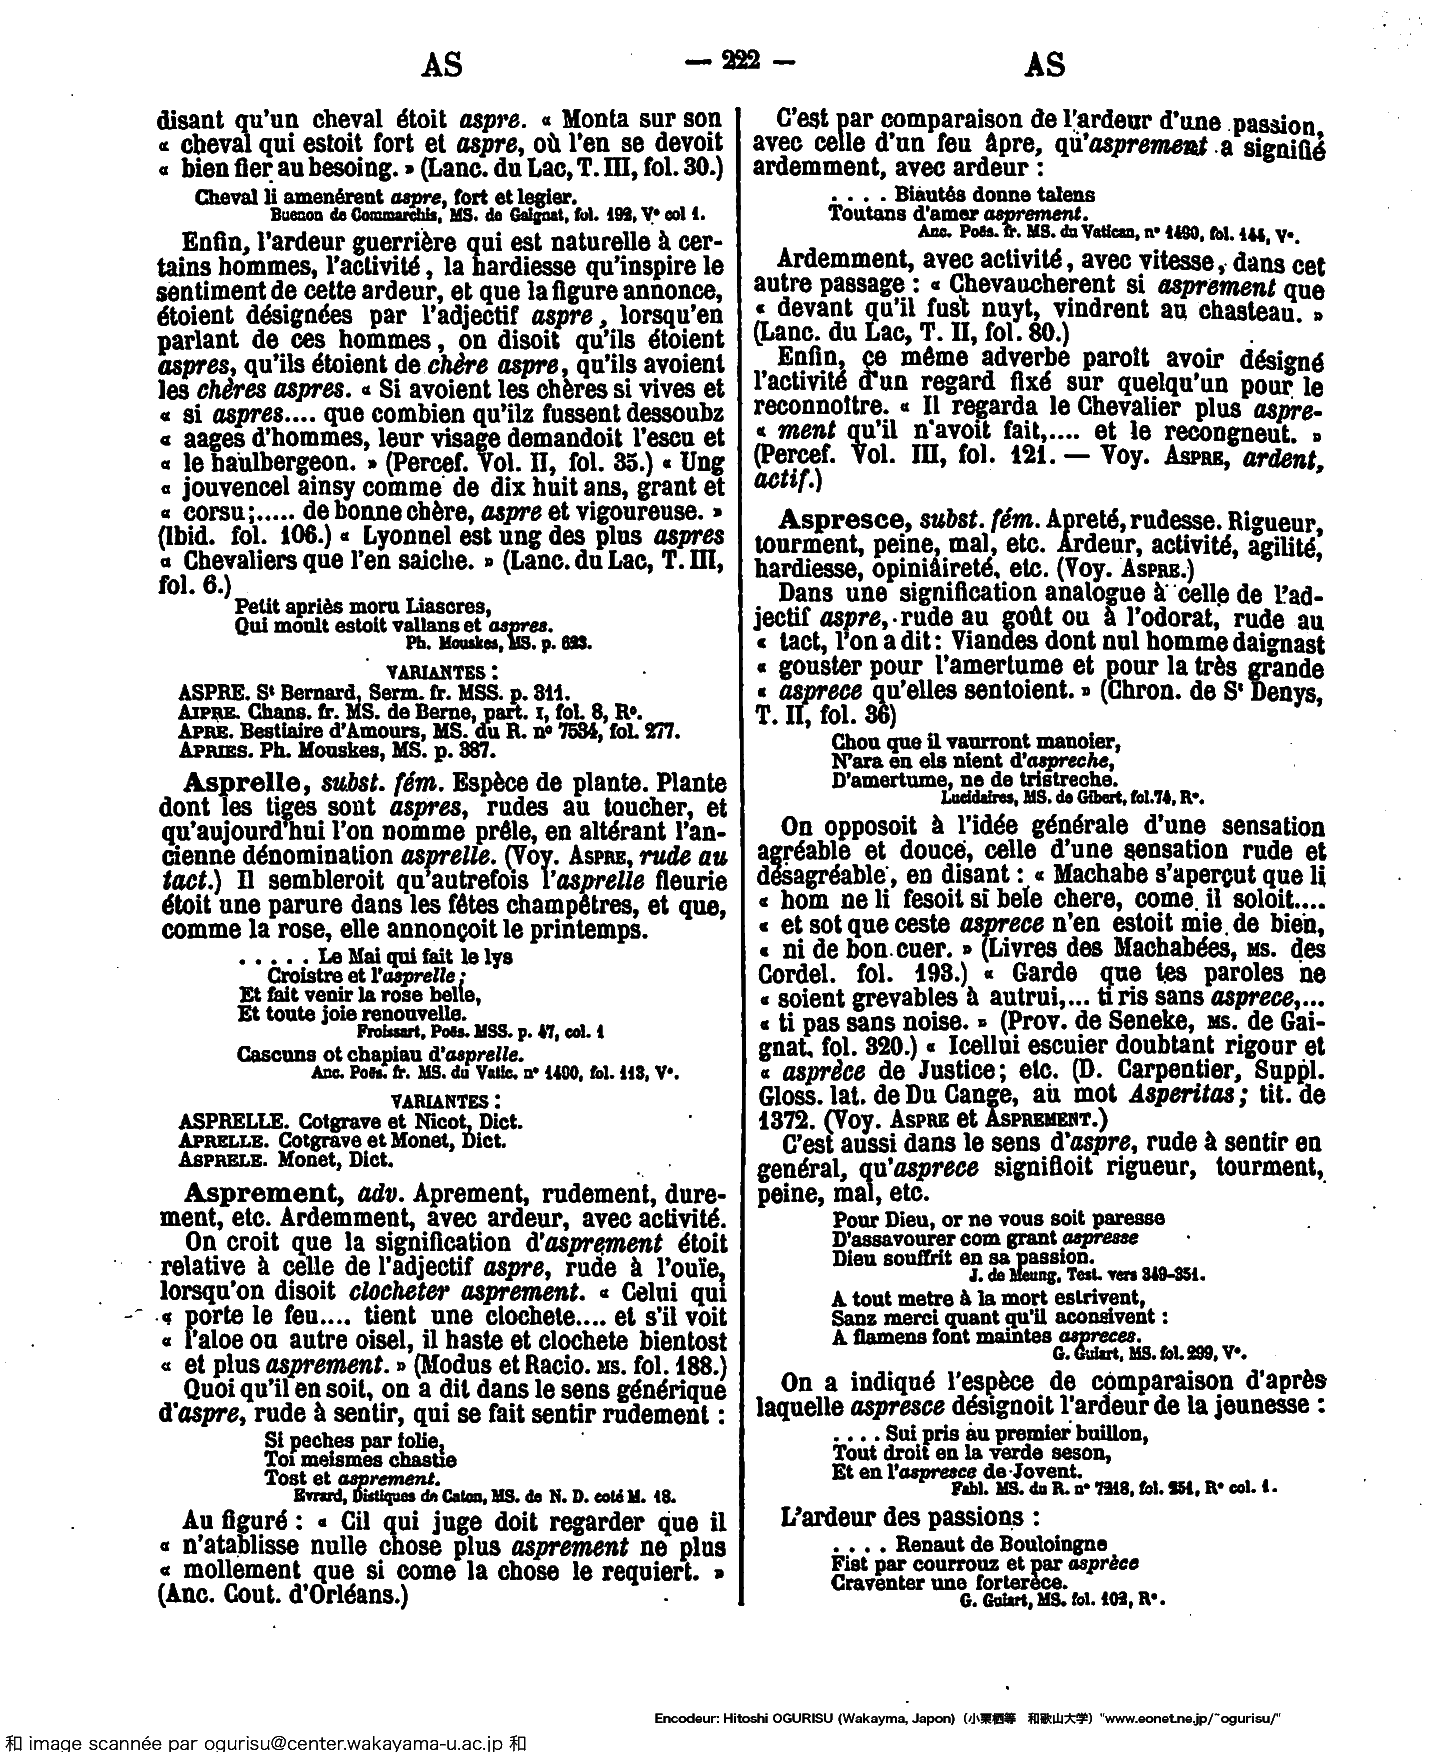 AS — 222 — AS
disant qu'un cheval étoit aspre. « Monta sur son
« cheval qui estoit fort et aspre, où l'en se devoit
« bien fier au besoing. » (Lanc. du Lac, T. III, fol. 30.)
Cheval li amenérent aspre, fort et legier.
Buenon de Commarchis, MS. de Gaignat, fol. 192, V° col 1.
Enfin, l'ardeur guerrière qui est naturelle à cer-
tains hommes, l'activité, la hardiesse qu'inspire le
sentiment de cette ardeur, et que la figure annonce,
étoient désignées par l'adjectif aspre, lorsqu'en
parlant de ces hommes, on disoit qu'ils étoient
aspres, qu'ils étoient de chère aspre, qu'ils avoient
les chères aspres. « Si avoient les chères si vives et
« si aspres.... que combien qu'ilz fussent dessoubz
« aages d'hommes, leur visage demandoit l'escu et
« le haulbergeon. » (Percef. Vol. II, fol. 35.) « Ung
« jouvencel ainsy comme de dix huit ans, grant et
« corsu;..... de bonne chère, aspre et vigoureuse. »
(Ibid. fol. 106.) « Lyonnel est ung des plus aspres
« Chevaliers que l'en saiche. » (Lanc. du Lac, T. III,
fol. 6.)
Petit apriès moru Liascres,
Qui moult estoit vallans et aspres.
Ph. Mouskes, MS. p. 623.
VARIANTES :
ASPRE. St Bernard, Serm. fr. MSS. p. 311.
AIPRE. Chans. fr. MS. de Berne, part. I, fol. 8, R°.
APRE. Bestiaire d'Amours, MS. du R. n° 7534, fol. 277.
APRIES. Ph. Mouskes, MS. p. 387.
Asprelle, subst. fém. Espèce de plante. Plante
dont les tiges sont aspres, rudes au toucher, et
qu'aujourd'hui l'on nomme prêle, en altérant l'an-
cienne dénomination asprelle. (Voy. ASPRE, rude au
tact.) Il sembleroit qu'autrefois l'asprelle fleurie
étoit une parure dans les fêtes champêtres, et que,
comme la rose, elle annonçoit le printemps.
. . . . . Le Mai qui fait le lys
Croistre et l'asprelle;
Et fait venir la rose belle,
Et toute joie renouvelle.
Froissart, Poës. MSS. p. 47, col. 1
Cascuns ot chapiau d'asprelle.
Anc. Poës. fr. MS. du Vatic. n° 1490, fol. 113, V°.
VARIANTES :
ASPRELLE. Cotgrave et Nicot, Dict.
APRELLE. Cotgrave et Monet, Dict.
ASPRELE. Monet, Dict.
Asprement, adv. Aprement, rudement, dure-
ment, etc. Ardemment, avec ardeur, avec activité.
On croit que la signification d'asprement étoit
relative à celle de l'adjectif aspre, rude à l'ouïe,
lorsqu'on disoit clocheter asprement. « Celui qui
« porte le feu.... tient une clochete.... et s'il voit
« l'aloe ou autre oisel, il haste et clochete bientost
« et plus asprement. » (Modus et Racio. MS. fol. 188.)
Quoi qu'il en soit, on a dit dans le sens générique
d'aspre, rude à sentir, qui se fait sentir rudement :
Si peches par folie,
Toi meismes chastie
Tost et asprement.
Evrard, Distiques de Caton, MS. de N. D. coté M. 18.
Au figuré : « Cil qui juge doit regarder que il
« n'atablisse nulle chose plus asprement ne plus
« mollement que si come la chose le requiert. »
(Anc. Cout. d'Orléans.)
C'est par comparaison de l'ardeur d'une passion,
avec celle d'un feu âpre, qu'asprement a signifié
ardemment, avec ardeur :
. . . . Biautés donne talens
Toutans d'amer asprement.
Anc. Poës. fr. MS. du Vatican, n° 1490, fol. 144, V°.
Ardemment, avec activité, avec vitesse, dans cet
autre passage : « Chevaucherent si asprement que
« devant qu'il fust nuyt, vindrent au chasteau. »
(Lanc. du Lac, T. II, fol. 80.)
Enfin, ce même adverbe paroît avoir désigné
l'activité d'un regard fixé sur quelqu'un pour le
reconnoître. « Il regarda le Chevalier plus aspre-
« ment qu'il n'avoit fait,.... et le recongneut. »
(Percef. Vol. III, fol. 121. — Voy. ASPRE, ardent,
actif.)
Aspresce, subst. fém. Apreté, rudesse. Rigueur,
tourment, peine, mal, etc. Ardeur, activité, agilité,
hardiesse, opiniâireté, etc. (Voy. ASPRE.)
Dans une signification analogue à celle de l'ad-
jectif aspre, rude au goût ou à l'odorat, rude au
« tact, l'on a dit : Viandes dont nul homme daignast
« gouster pour l'amertume et pour la très grande
« asprece qu'elles sentoient. » (Chron. de St Denys,
T. II, fol. 36)
Chou que il vaurront manoier,
N'ara en els nient d'aspreche,
D'amertume, ne de tristreche.
Lucidaires, MS. de Gibert, fol. 74, R°.
On opposoit à l'idée générale d'une sensation
agréable et douce, celle d'une sensation rude et
désagréable, en disant : « Machabe s'aperçut que li
« hom ne li fesoit si bele chere, come il soloit....
« et sot que ceste asprece n'en estoit mie de bien,
« ni de bon cuer. » (Livres des Machabées, MS. des
Cordel. fol. 193.) « Garde que tes paroles ne
« soient grevables à autrui,... ti ris sans asprece,...
« ti pas sans noise. » (Prov. de Seneke, MS. de Gai-
gnat, fol. 320.) « Icellui escuier doubtant rigour et
« asprèce de Justice; etc. (D. Carpentier, Suppl.
Gloss. lat. de Du Cange, au mot Asperitas; tit. de
1372. (Voy. ASPRE et ASPREMENT.)
C'est aussi dans le sens d'aspre, rude à sentir en
général, qu'asprece signifioit rigueur, tourment,
peine, mal, etc.
Pour Dieu, or ne vous soit paresse
D'assavourer com grant aspresse
Dieu souffrit en sa passion.
J. de Meung, Test. vers 349-351.
A tout metre à la mort estrivent,
Sanz merci quant qu'il aconsivent :
A flamens font maintes aspreces.
G. Guiart, MS. fol. 299, V°.
On a indiqué l'espèce de comparaison d'après
laquelle aspresce désignoit l'ardeur de la jeunesse :
. . . . Sui pris au premier buillon,
Tout droit en la verde seson,
Et en l'aspresce de Jovent.
Fabl. MS. du R. n° 7218, fol. 251, R° col. 1.
L'ardeur des passions :
. . . . Renaut de Bouloingne
Fist par courrouz et par asprèce
Craventer une forterèce.
G. Guiart, MS. fol. 102, R°.
Encodeur: Hitoshi OGURISU (Wakayma, Japon) (小栗栖等 和歌山大学) "www.eonet.ne.jp/~ogurisu/"
和 image scannée par ogurisu@center.wakayama-u.ac.jp 和